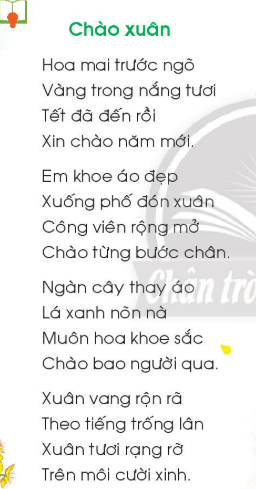 Chào xuân
Hoa mai trước ngõ
Vàng trong nắng tươi
Tết đã đến rồi
Xin chào năm mới.
Em khoe áo đẹp
Xuống phố đón xuân
Công viên rộng mở
Chào từng bước chân.
Ngàn cây thay áo
Lá xanh nõn nà
Muôn hoa khoe sắc
Chào bao người qua.
Xuân vang rộn rã
Theo tiếng trống lân
Xuân tươi rạng rỡ
Trên môi cười xinh.
Chân trờ